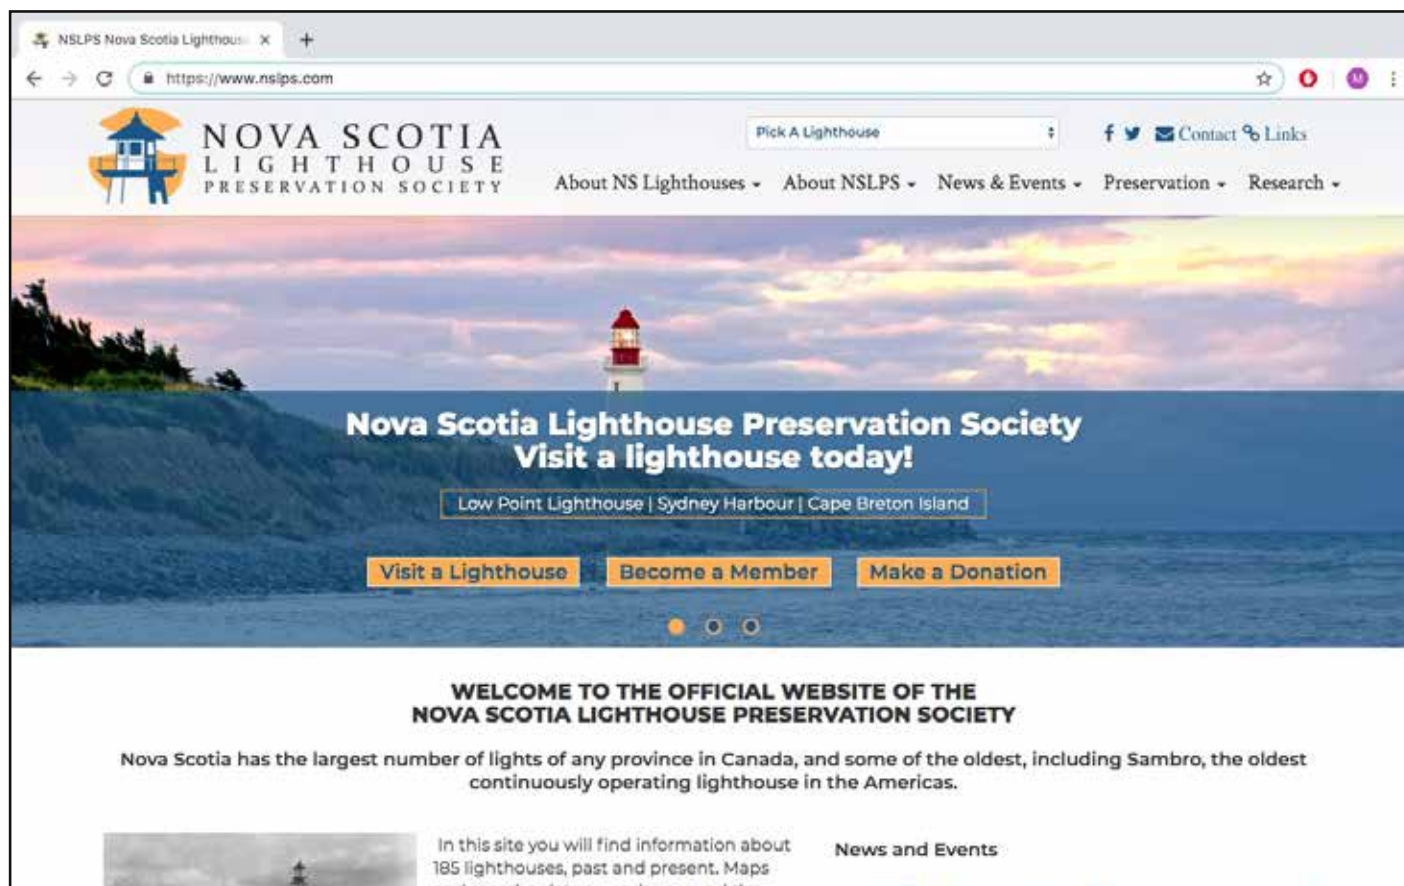 NSLPS Nova Scotia Lighthous
https://www.nslps.com
M
NOVA SCOTIA
LIGHTHOUSE
PRESERVATION SOCIETY
Pick A Lighthouse
Contact Links
About NS Lighthouses About NSLPS News & Events Preservation Research
Nova Scotia Lighthouse Preservation Society
Visit a lighthouse today!
Low Point Lighthouse | Sydney Harbour | Cape Breton Island
Visit a Lighthouse Become a Member Make a Donation
WELCOME TO THE OFFICIAL WEBSITE OF THE
NOVA SCOTIA LIGHTHOUSE PRESERVATION SOCIETY
Nova Scotia has the largest number of lights of any province in Canada, and some of the oldest, including Sambro, the oldest
continuously operating lighthouse in the Americas.
In this site you will find information about
185 lighthouses, past and present. Maps
News and Events